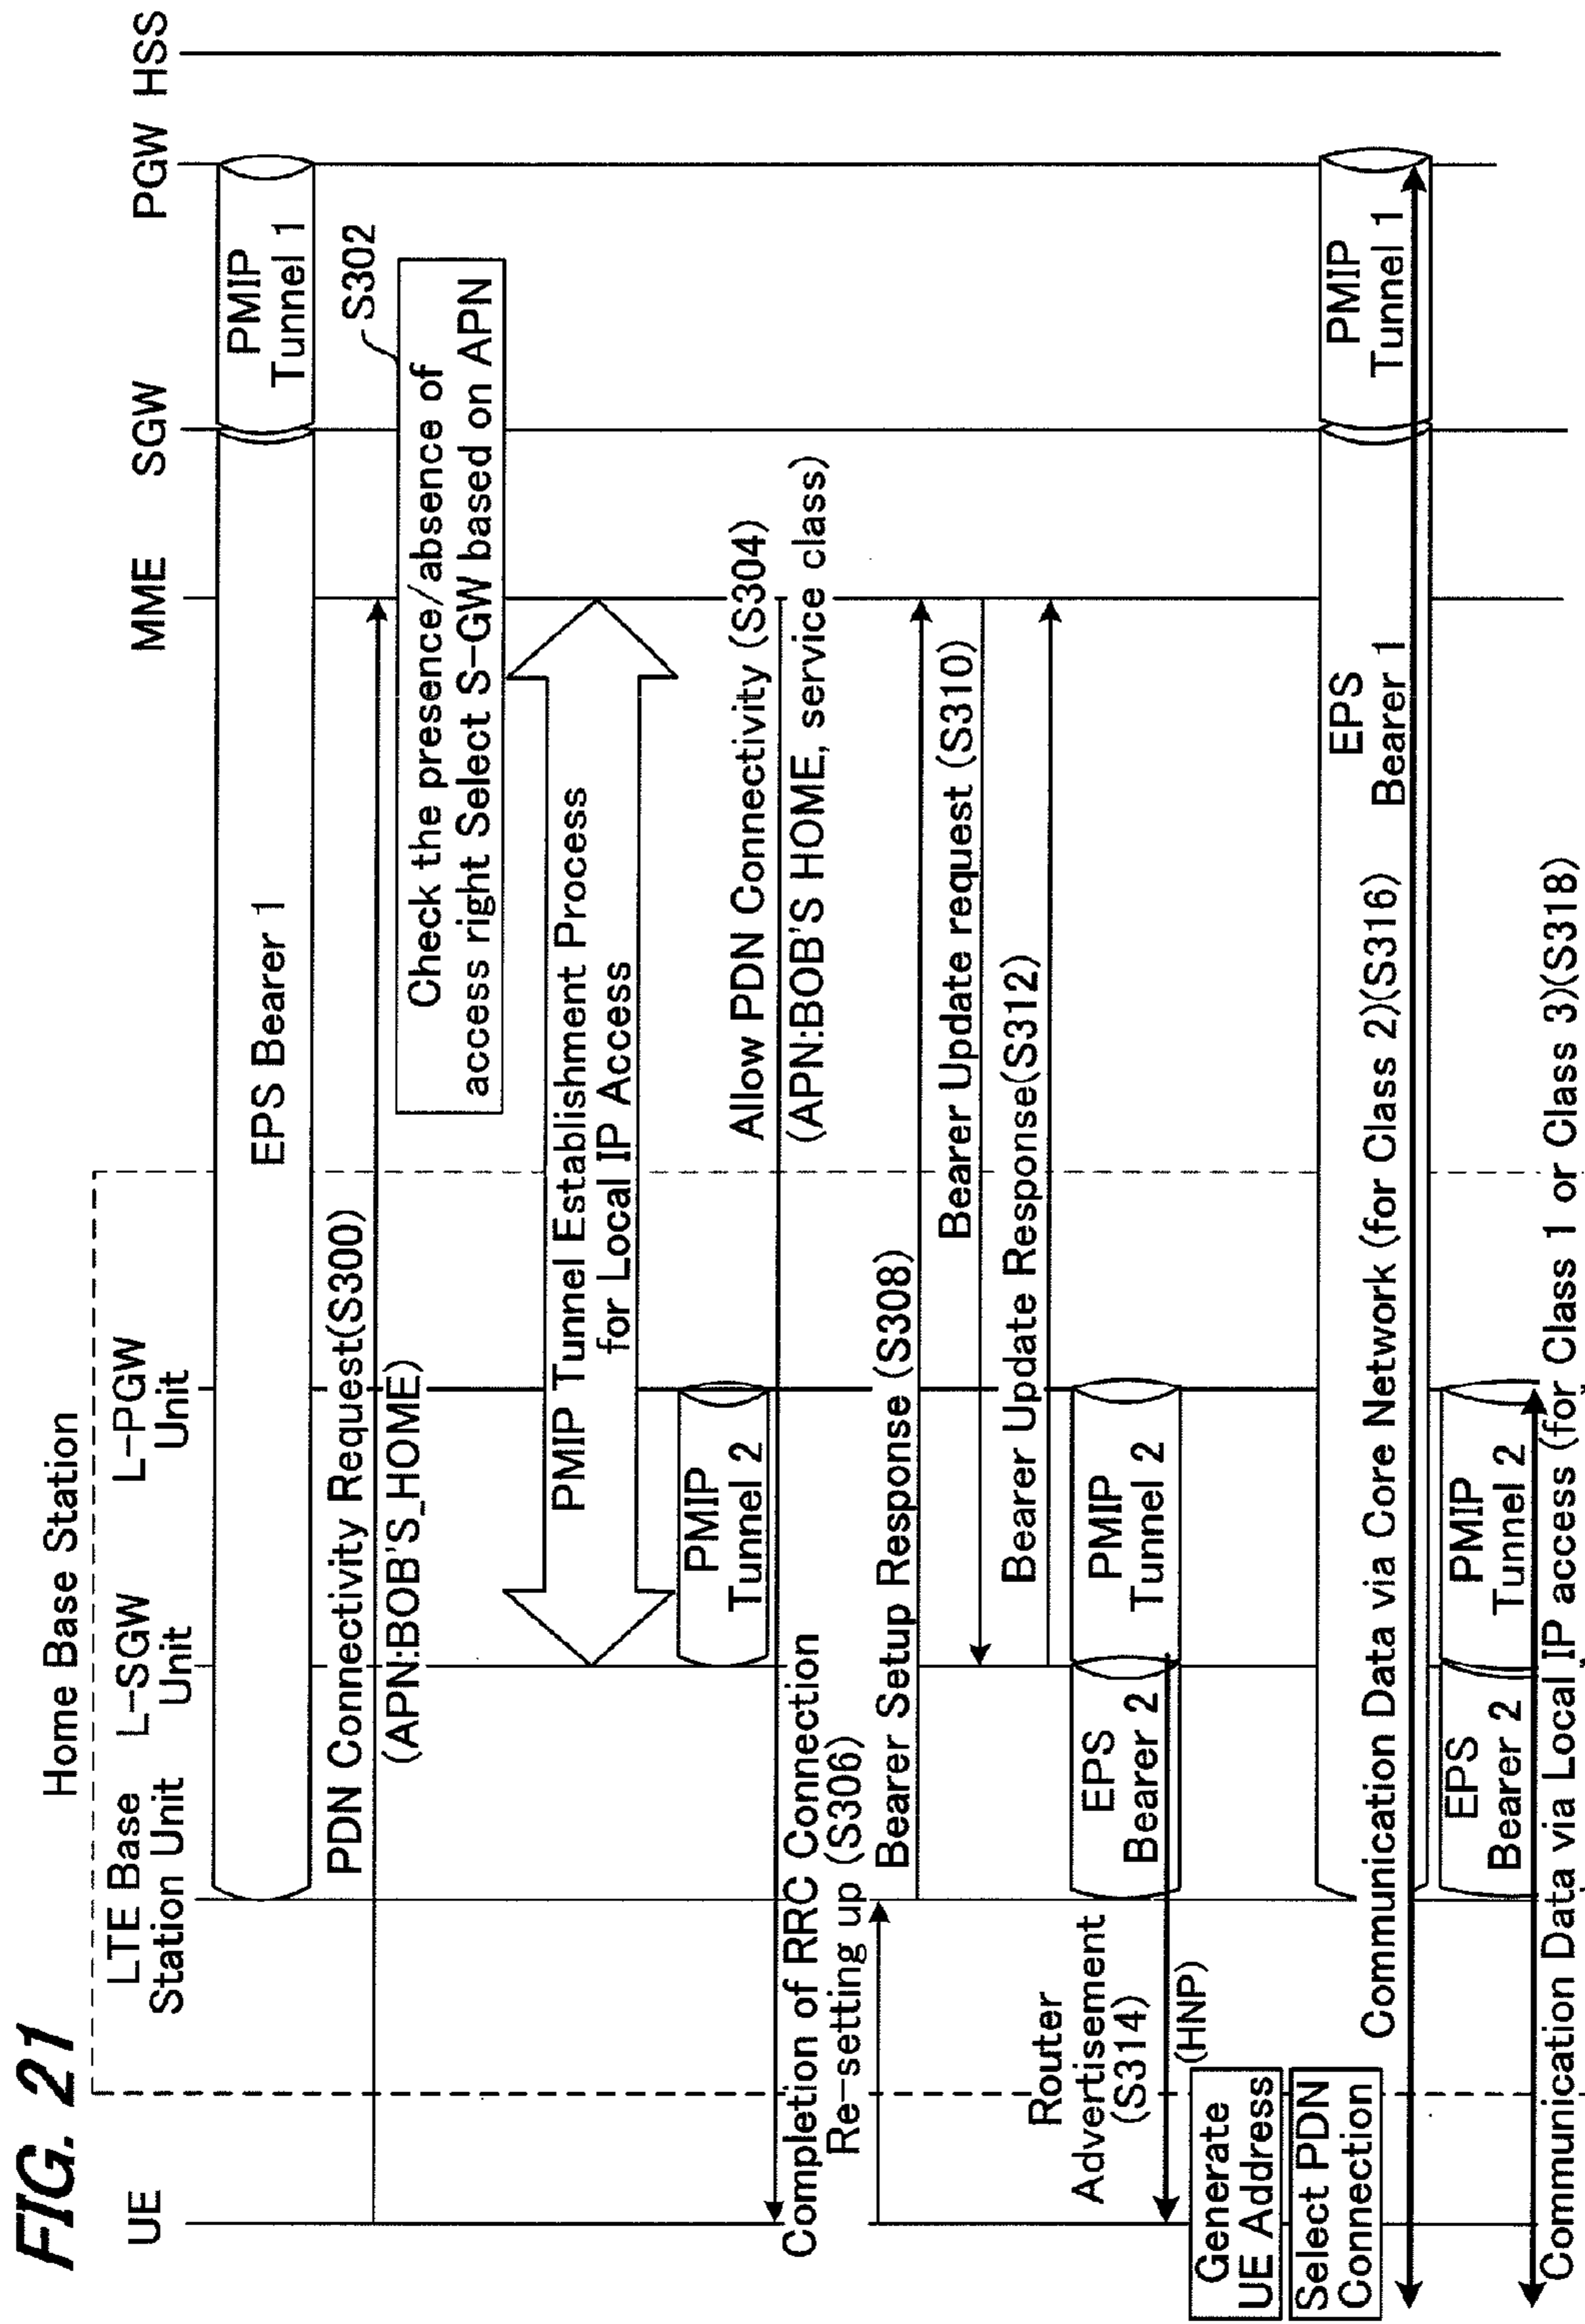 FIG. 21
Home Base Station
UE
LTE Base
Station Unit
L-SGW
Unit
L-PGW
Unit
MME
SGW
PGW
HSS
EPS Bearer 1
PMIP
Tunnel 1
PDN Connectivity Request(S300)
(APN:BOB'S_HOME)
S302
Check the presence/absence of
access right Select S-GW based on APN
PMIP Tunnel Establishment Process
for Local IP Access
PMIP
Tunnel 2
Allow PDN Connectivity (S304)
(APN:BOB'S HOME, service class)
Completion of RRC Connection
Re-setting up (S306)
Bearer Setup Response (S308)
Bearer Update request (S310)
Bearer Update Response(S312)
EPS
Bearer 2
PMIP
Tunnel 2
Router
Advertisement
(S314)
(HNP)
Generate
UE Address
Select PDN
Connection
EPS
Bearer 1
PMIP
Tunnel 1
Communication Data via Core Network (for Class 2)(S316)
EPS
Bearer 2
PMIP
Tunnel 2
Communication Data via Local IP access (for Class 1 or Class 3)(S318)